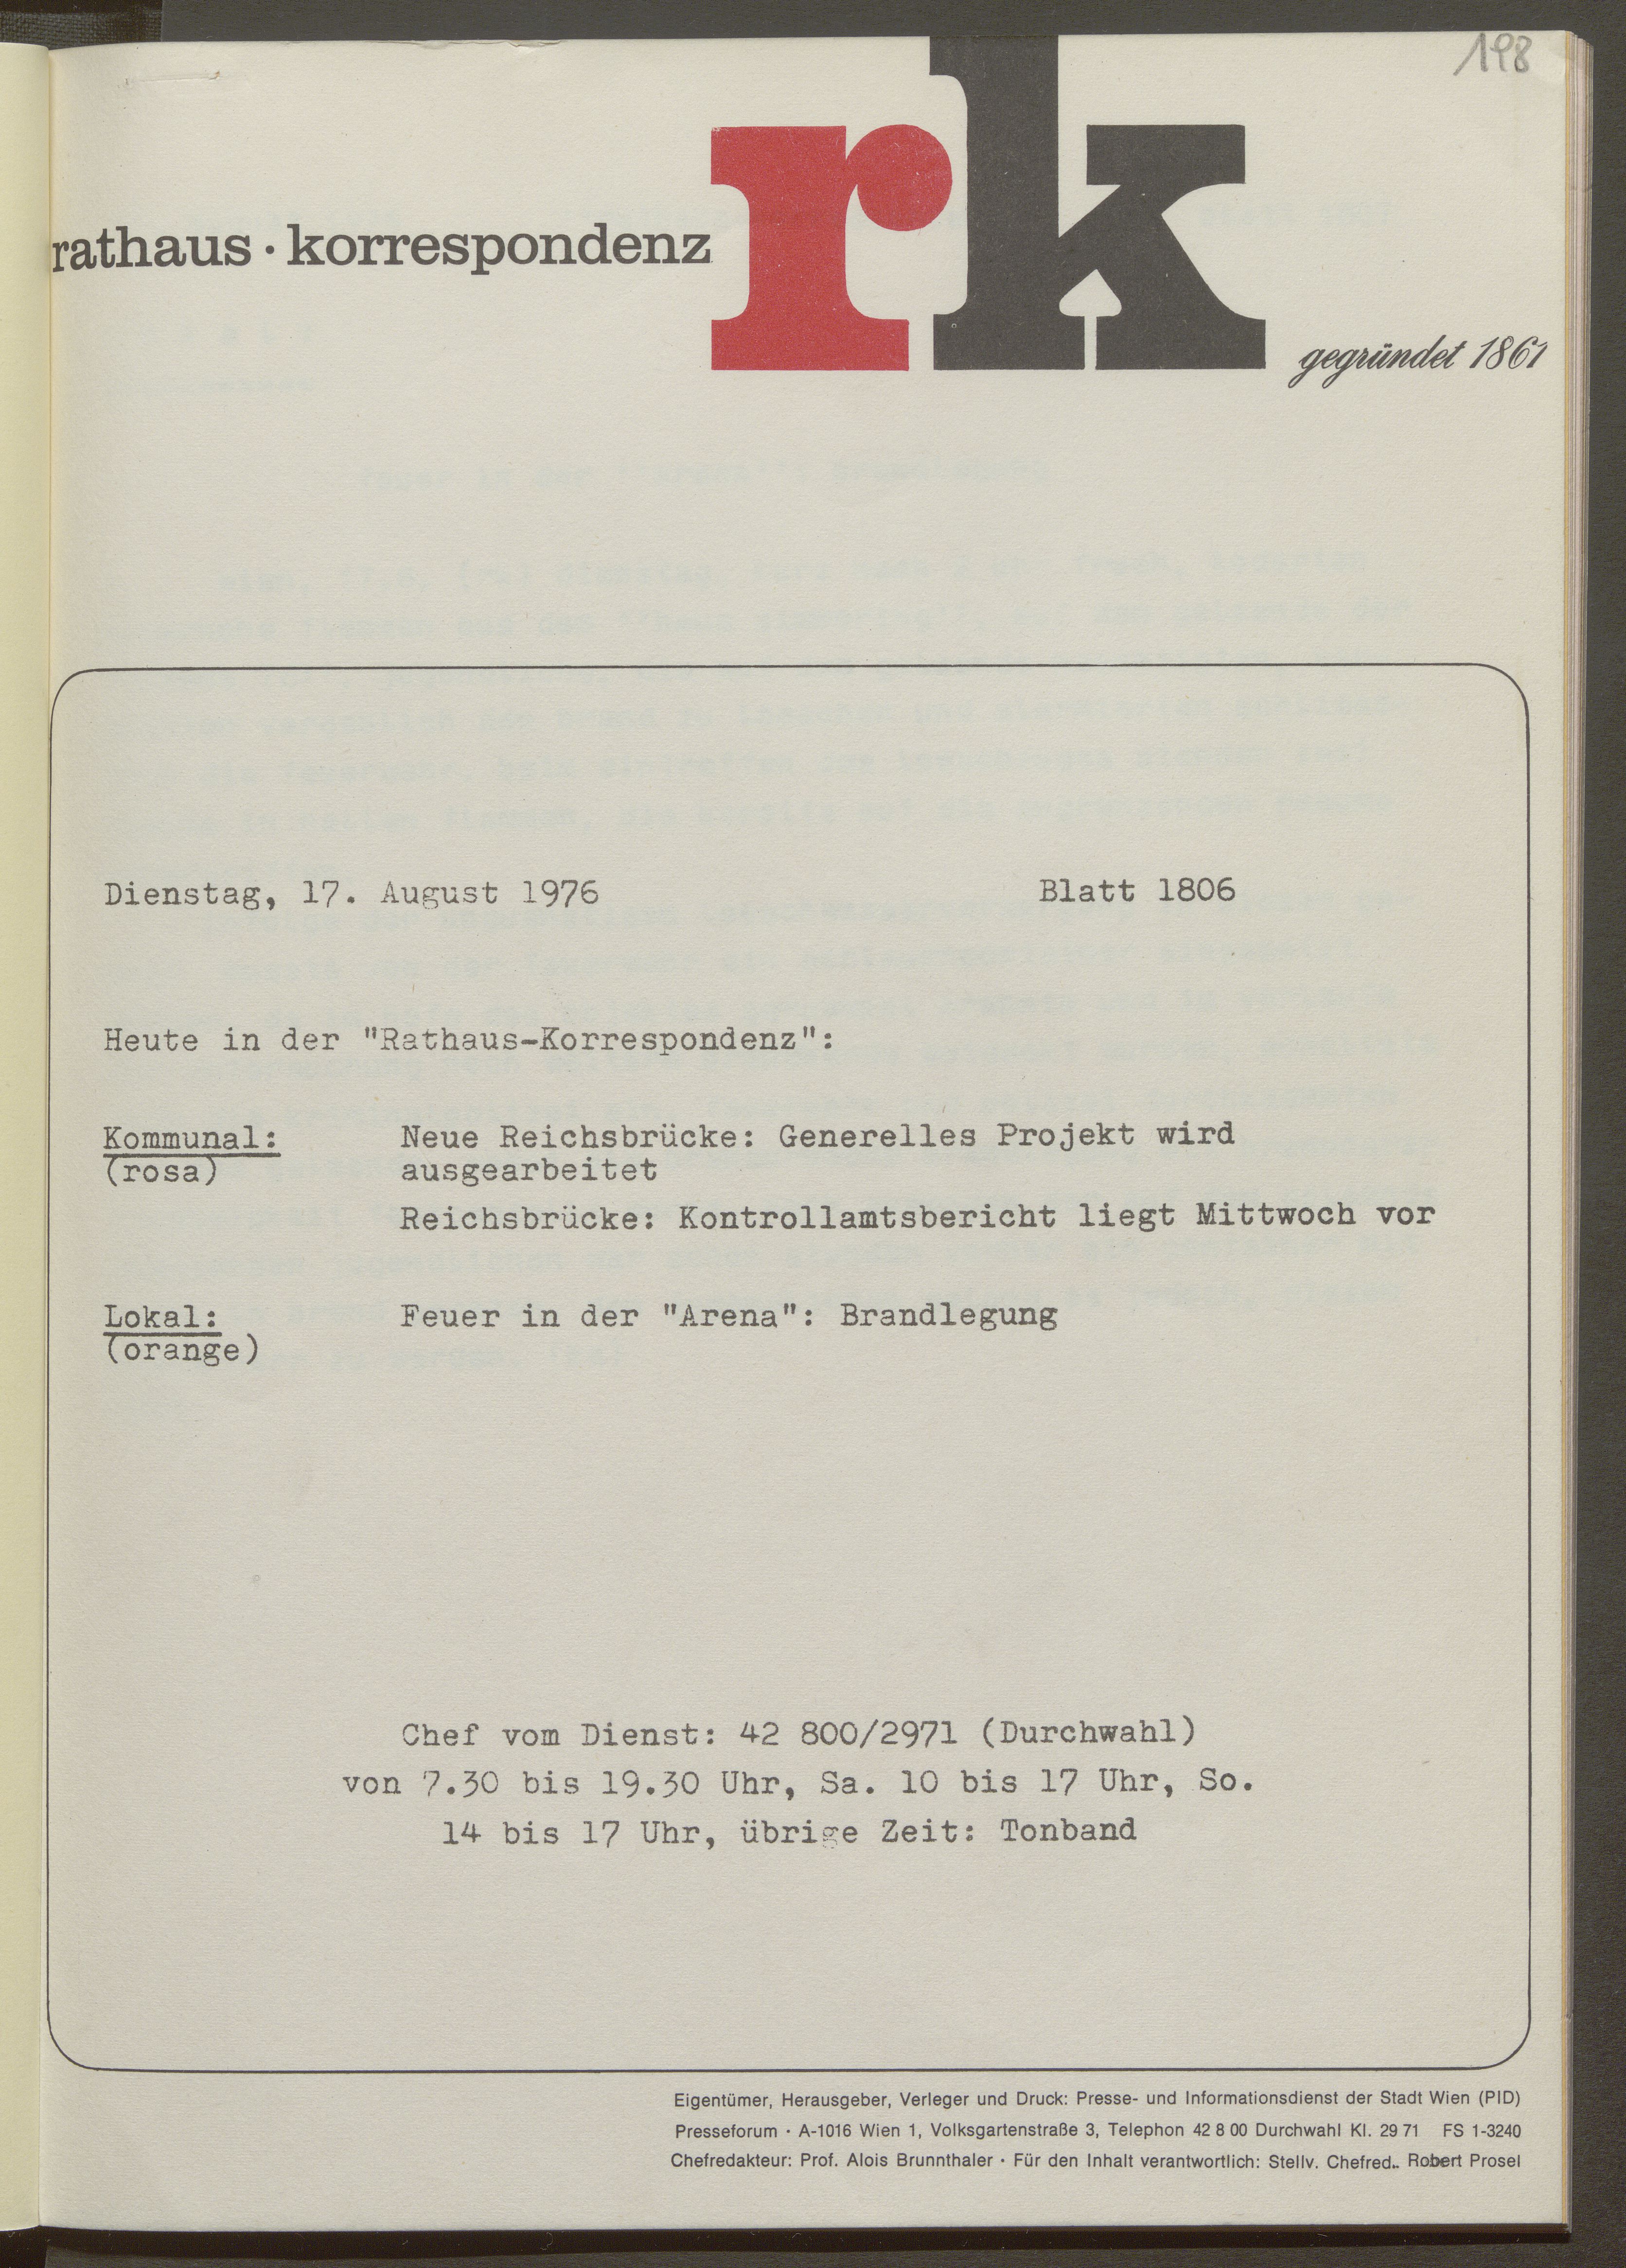 198
rk
rathaus · korrespondenz
gegründet 1861
Dienstag, 17. August 1976 Blatt 1806
Heute in der "Rathaus-Korrespondenz":
Kommunal: Neue Reichsbrücke: Generelles Projekt wird
(rosa) ausgearbeitet
Reichsbrücke: Kontrollamtsbericht liegt Mittwoch vor
Lokal: Feuer in der "Arena": Brandlegung
(orange)
Chef vom Dienst: 42 800/2971 (Durchwahl)
von 7.30 bis 19.30 Uhr, Sa. 10 bis 17 Uhr, So.
14 bis 17 Uhr, übrige Zeit: Tonband
Eigentümer, Herausgeber, Verleger und Druck: Presse- und Informationsdienst der Stadt Wien (PID)
Presseforum · A-1016 Wien 1, Volksgartenstraße 3, Telephon 42 8 00 Durchwahl Kl. 29 71 FS 1-3240
Chefredakteur: Prof. Alois Brunnthaler · Für den Inhalt verantwortlich: Stellv. Chefred.. Robert Prosel